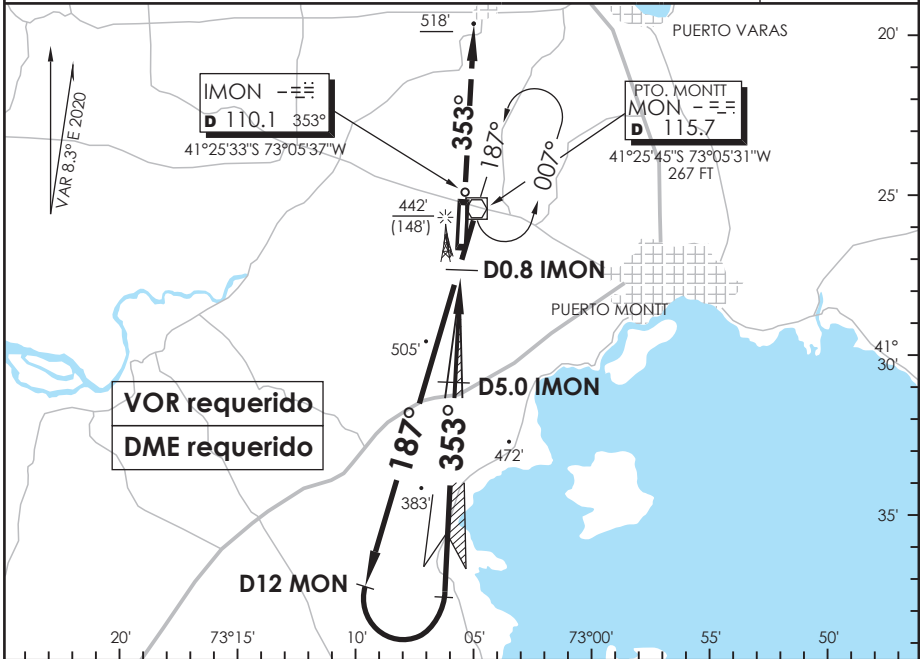 518'
PUERTO VARAS
20'
VAR 8.3° E 2020
IMON
D 110.1 353°
41°25'33"S 73°05'37"W
353°
187°
007°
PTO. MONTT
MON
D 115.7
41°25'45"S 73°05'31"W
267 FT
25'
442'
(148')
D0.8 IMON
PUERTO MONTT
505'
41°
30'
D5.0 IMON
VOR requerido
DME requerido
187°
353°
472'
383'
35'
D12 MON
20'
73°15'
10'
05'
73°00'
55'
50'